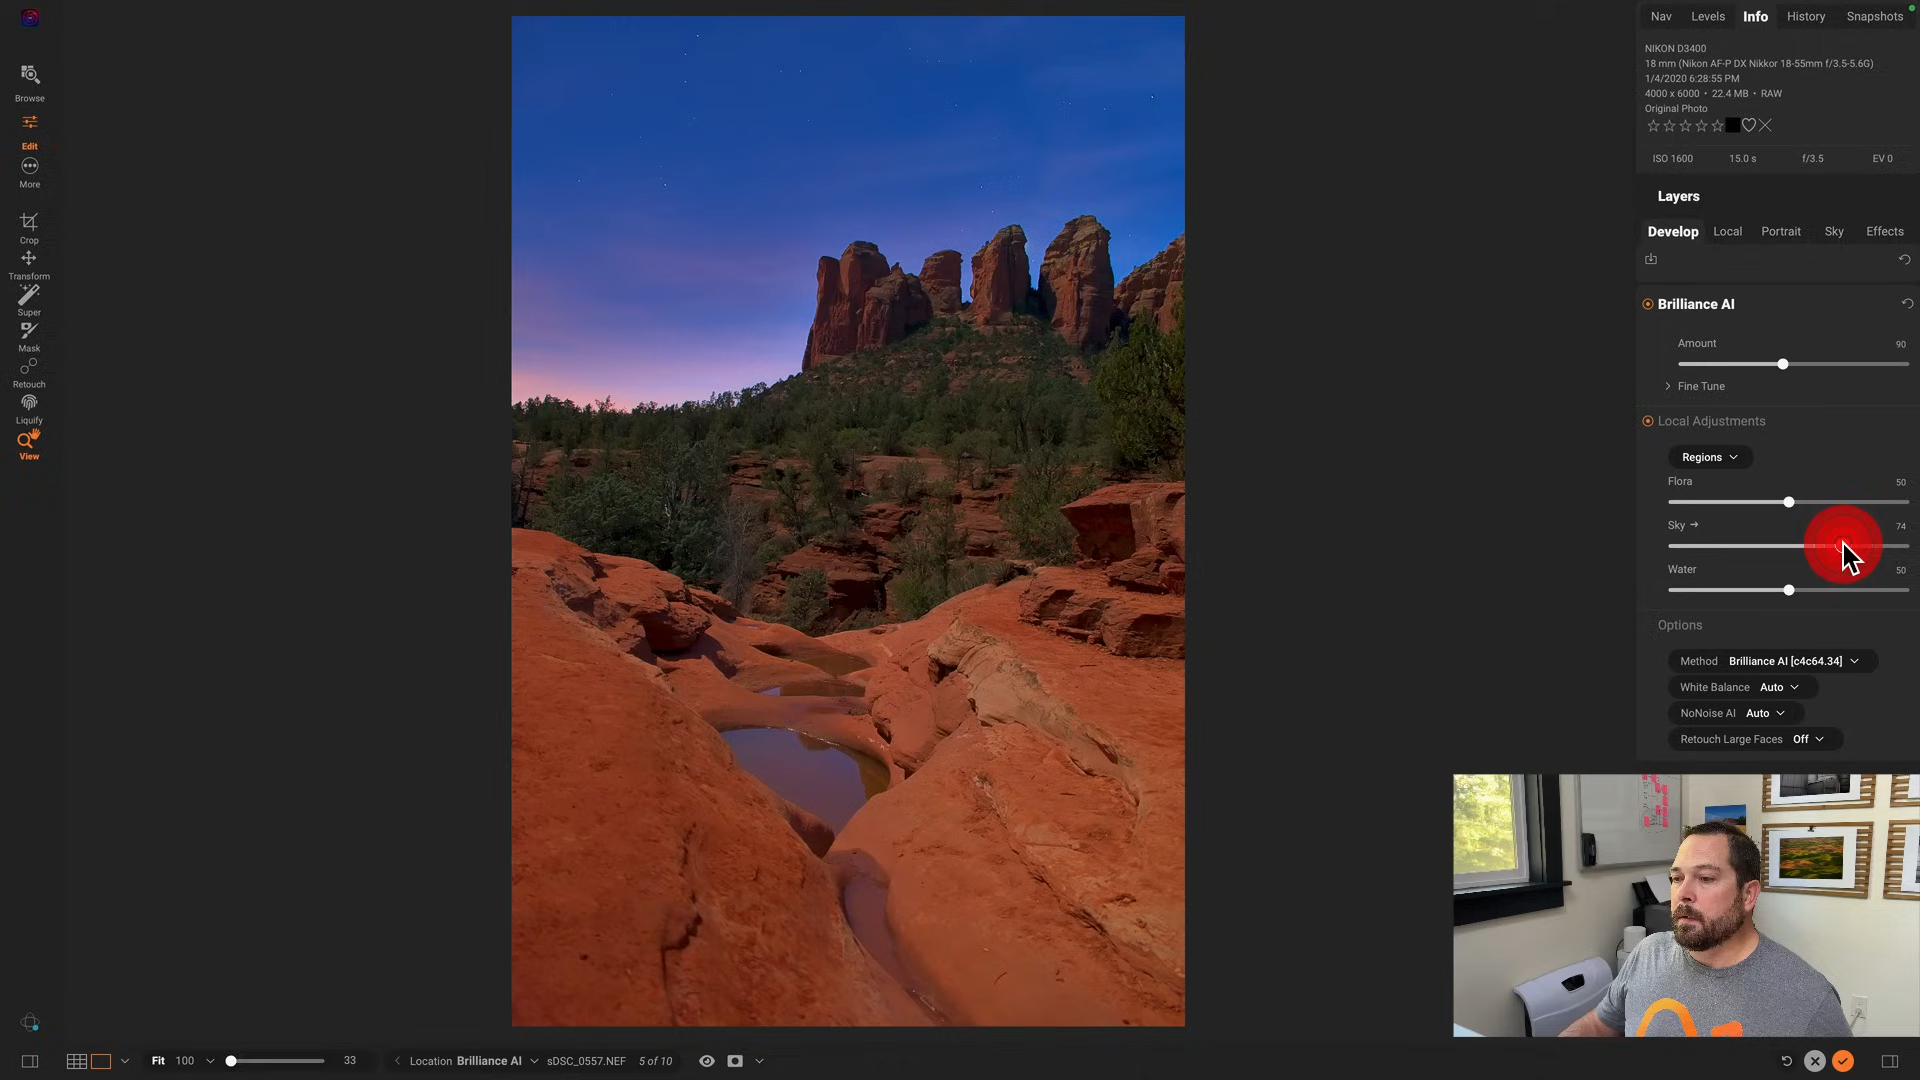 Browse
Edit
More
Crop
Transform
Super
Mask
Retouch
Liquify
View
Nav Levels Info History Snapshots
NIKON D3400
18 mm (Nikon AF-P DX Nikkor 18-55mm f/3.5-5.6G)
1/4/2020 6:28:55 PM
4000 x 6000 • 22.4 MB • RAW
Original Photo
ISO 1600 15.0 s f/3.5 EV 0
Layers
Develop Local Portrait Sky Effects
Brilliance AI
Amount 90
Fine Tune
Local Adjustments
Regions
Flora 50
Sky 74
Water 50
Options
Method Brilliance AI [c4c64.34]
White Balance Auto
NoNoise AI Auto
Retouch Large Faces Off
Fit 100 33 Location Brilliance AI sDSC_0557.NEF 5 of 10